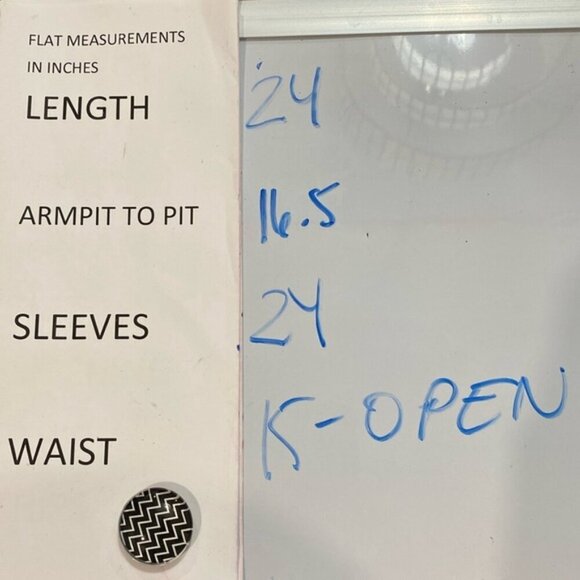 FLAT MEASUREMENTS
IN INCHES
LENGTH 24
ARMPIT TO PIT 16.5
SLEEVES 24
WAIST 15-OPEN